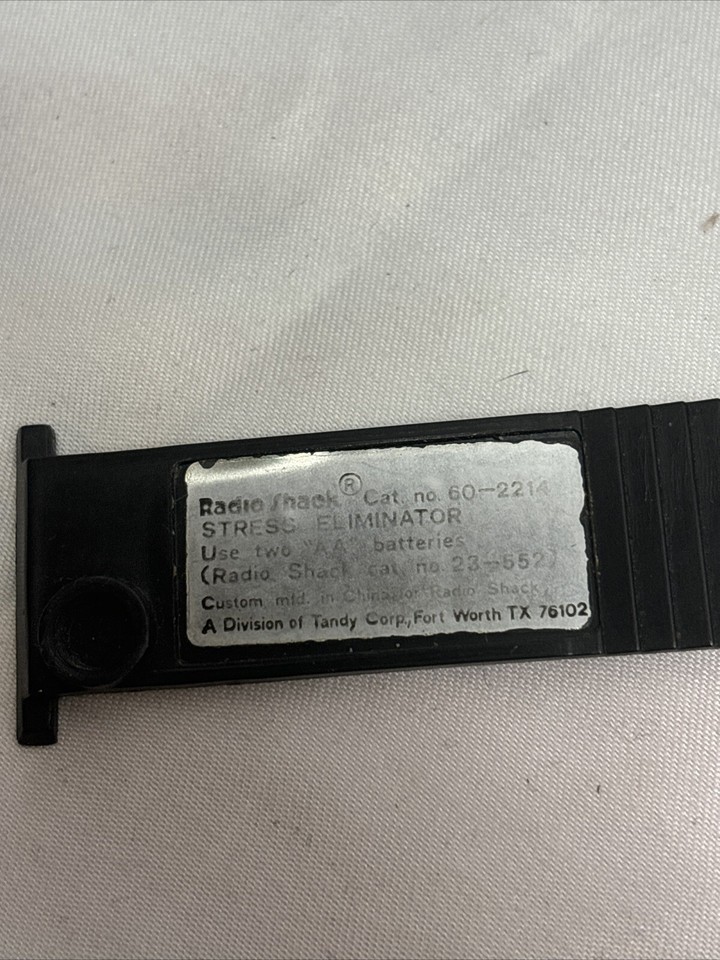 Radio Shack® Cat. no. 60-2214
STRESS ELIMINATOR
Use two "AA" batteries
(Radio Shack cat. no. 23-552)
Custom mfd. in China for Radio Shack,
A Division of Tandy Corp., Fort Worth TX 76102